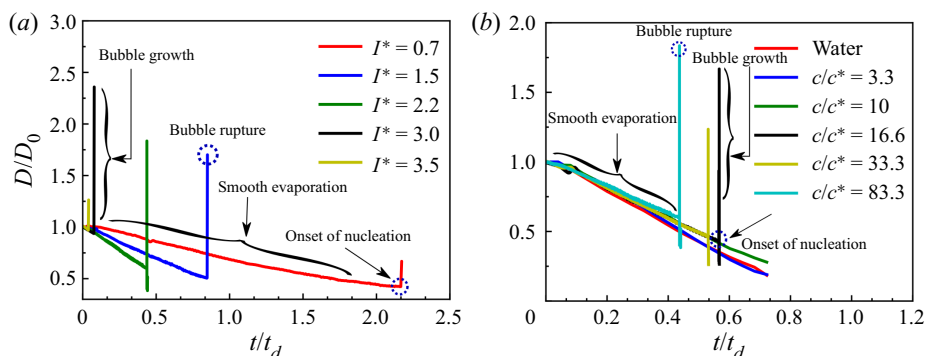 (a)
3.0
2.5
2.0
1.5
1.0
0.5
D/D0
Bubble growth
Bubble rupture
Smooth evaporation
Onset of nucleation
I* = 0.7
I* = 1.5
I* = 2.2
I* = 3.0
I* = 3.5
0
0.5
1.0
1.5
2.0
2.5
t/td
(b)
2.0
1.5
1.0
0.5
0
Bubble rupture
Bubble growth
Smooth evaporation
Onset of nucleation
Water
c/c* = 3.3
c/c* = 10
c/c* = 16.6
c/c* = 33.3
c/c* = 83.3
0.4
0.2
0.6
0.8
1.0
1.2
t/td